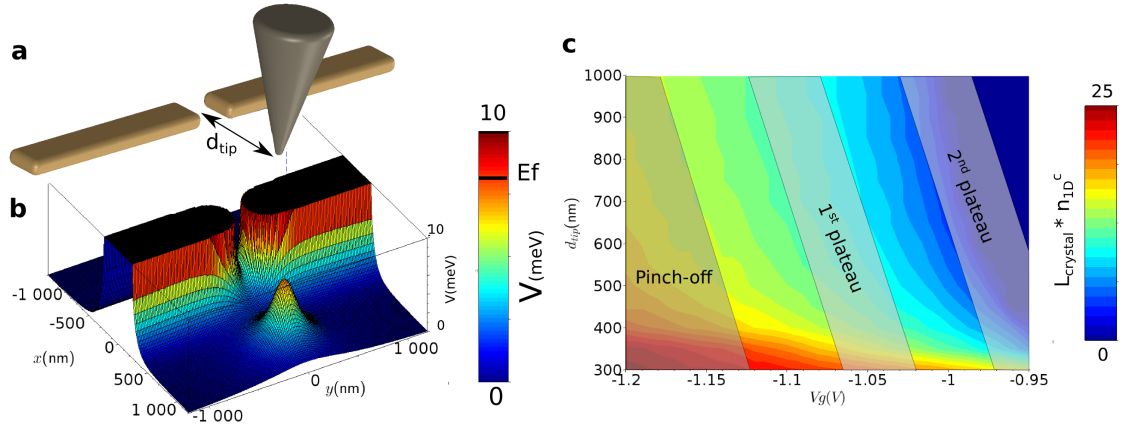 a
d_tip
b
10
Ef
V(meV)
0
10
V(meV)
0
-1 000
-500
0
500
1 000
x(nm)
-1 000
0
1 000
y(nm)
c
1000
900
800
700
600
500
400
300
d_tip(nm)
-1.2
-1.15
-1.1
-1.05
-1
-0.95
Vg(V)
Pinch-off
1st plateau
2nd plateau
25
0
L_crystal * n_1D^c